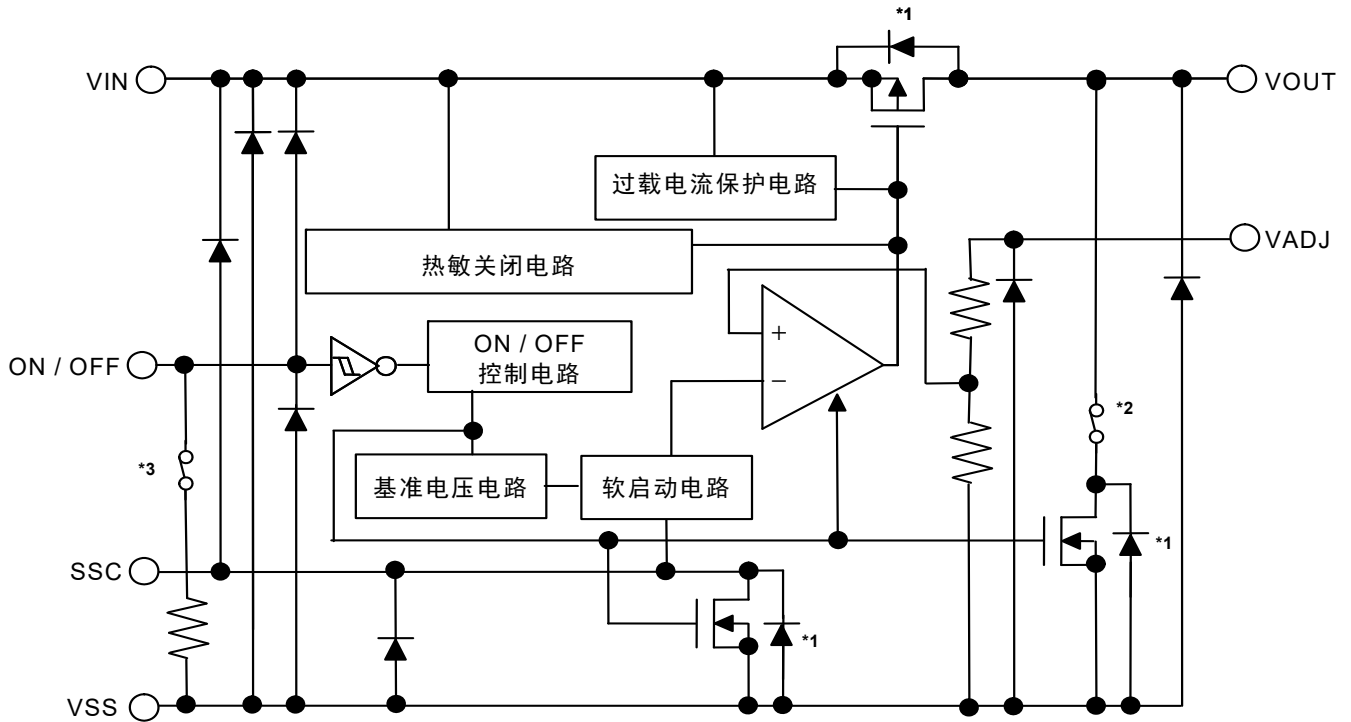 *1
VIN
VOUT
过载电流保护电路
VADJ
热敏关闭电路
+
−
ON / OFF
ON / OFF
控制电路
*2
*3
基准电压电路
软启动电路
*1
SSC
*1
VSS